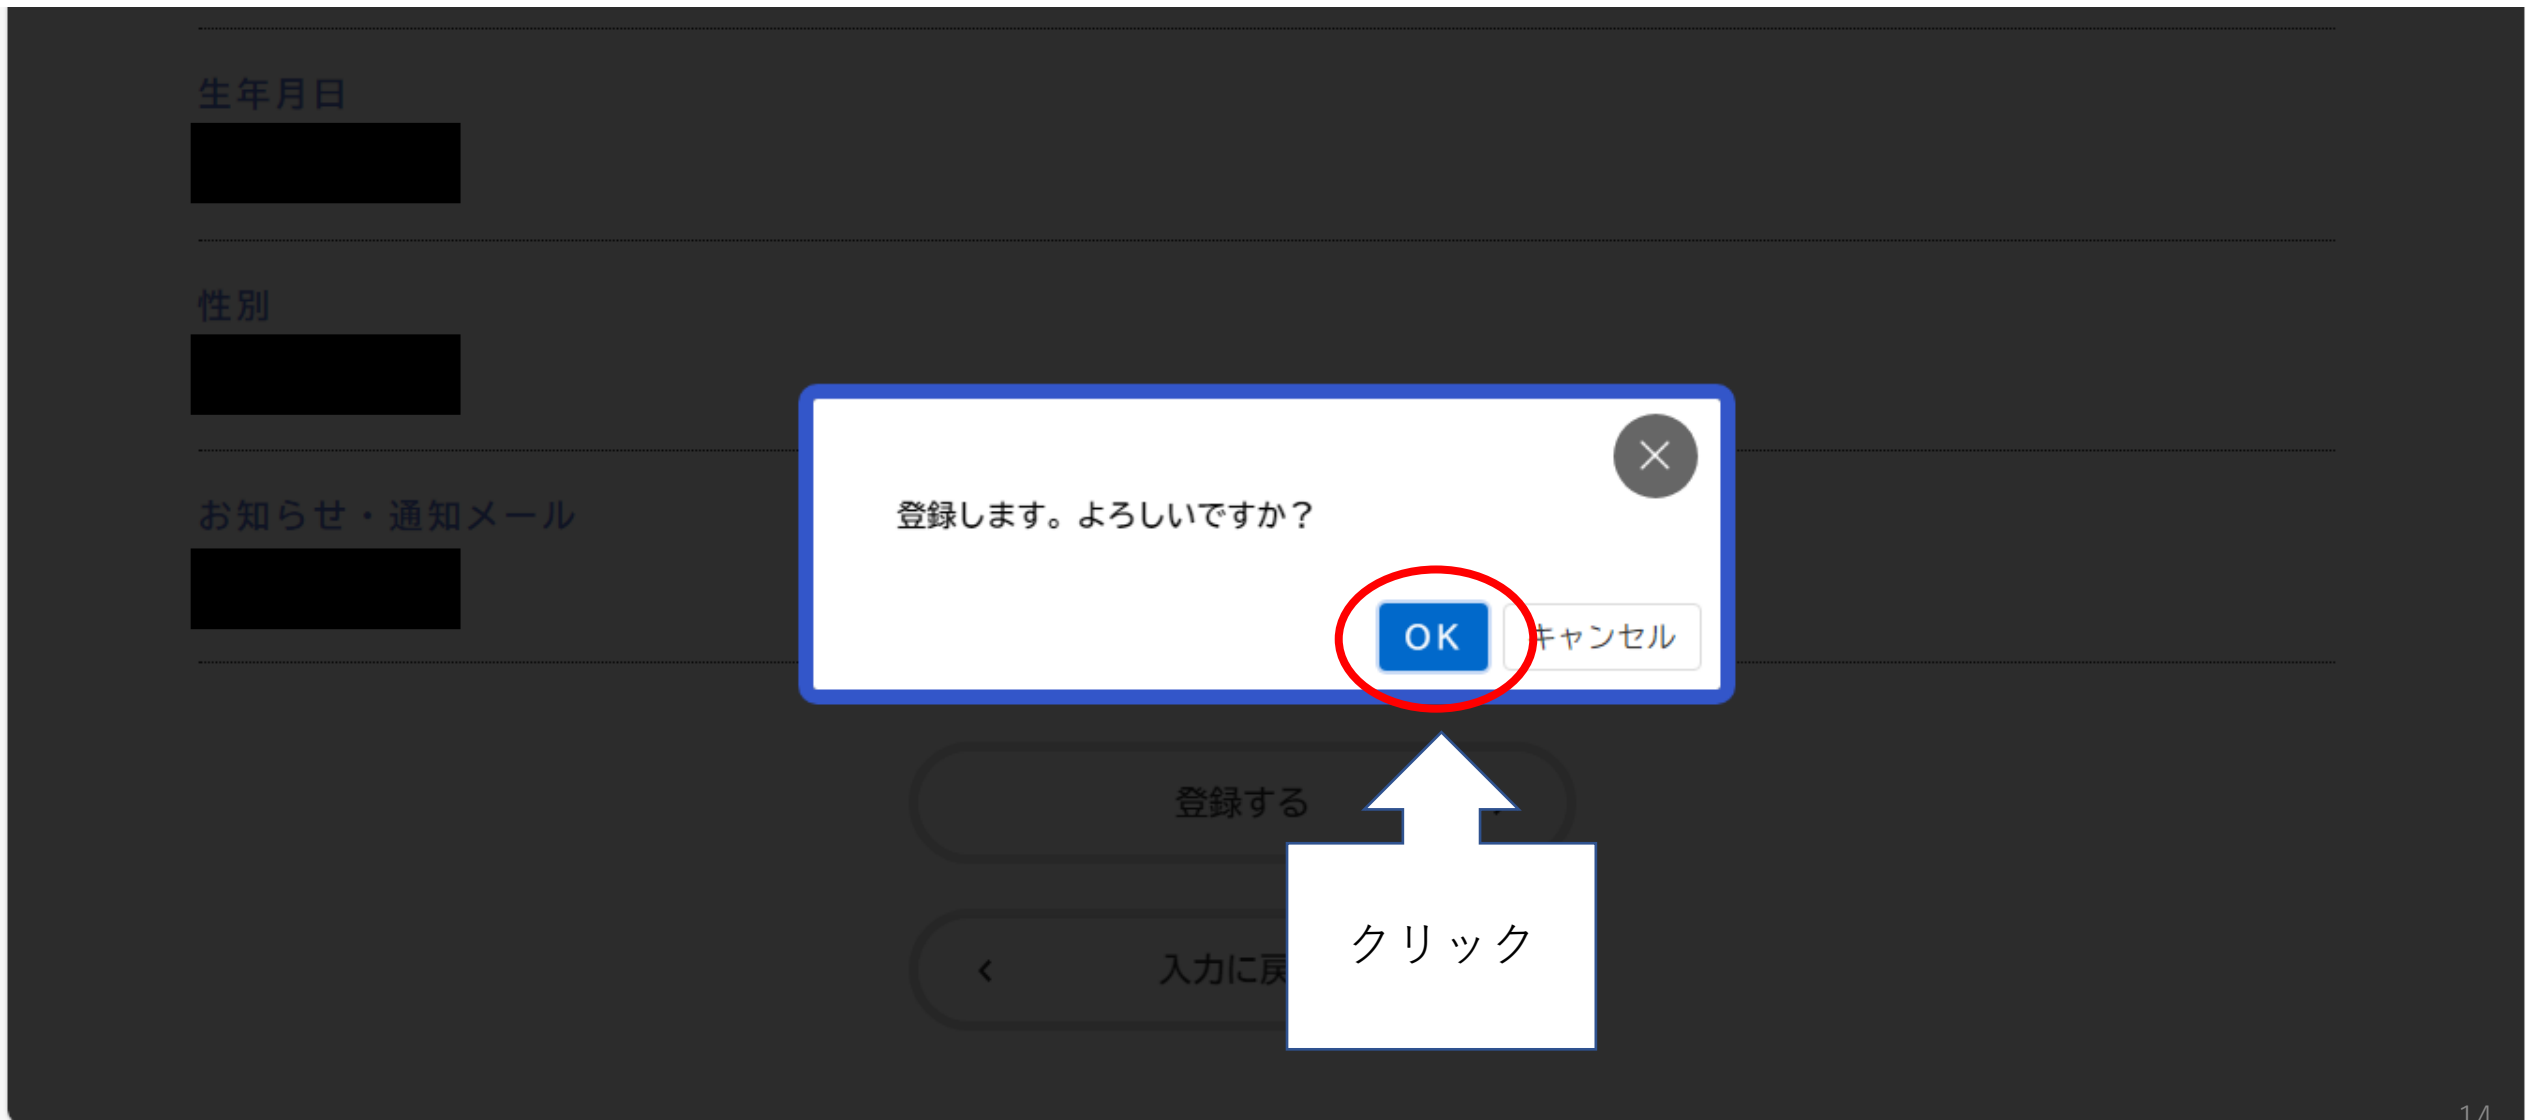 生年月日
性別
お知らせ・通知メール
登録します。よろしいですか？
OK
キャンセル
登録する
入力に戻
クリック
14